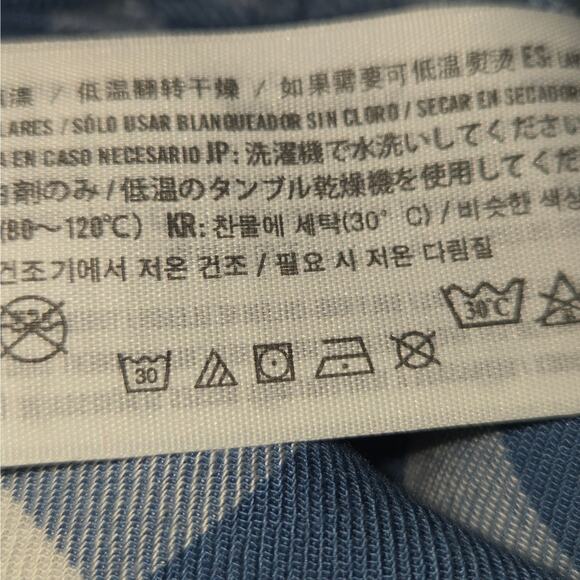 漂 / 低温翻转干燥 / 如果需要可低温熨烫 ES: LAV
LARES / SÓLO USAR BLANQUEADOR SIN CLORO / SECAR EN SECADOR
EN CASO NECESARIO JP: 洗濯機で水洗いしてください
剤のみ / 低温のタンブル乾燥機を使用してくだ
(80～120℃) KR: 찬물에 세탁(30° C) / 비슷한 색상
건조기에서 저온 건조 / 필요 시 저온 다림질
30°C
30